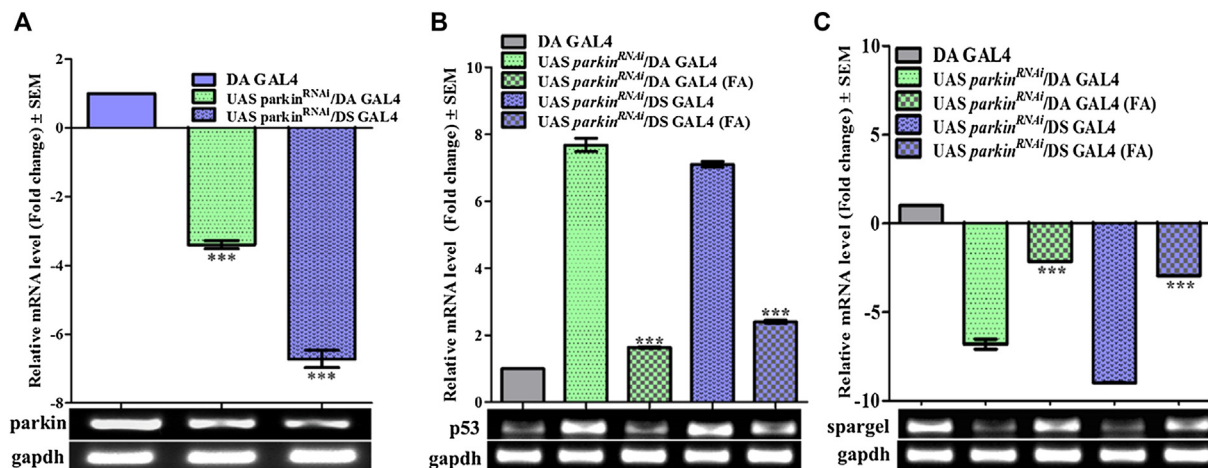 A
Relative mRNA level (Fold change) ± SEM
2
0
-2
-4
-6
-8
DA GAL4
UAS parkinRNAi/DA GAL4
UAS parkinRNAi/DS GAL4
***
***
parkin
gapdh
B
Relative mRNA level (Fold change) ± SEM
10
8
6
4
2
0
DA GAL4
UAS parkinRNAi/DA GAL4
UAS parkinRNAi/DA GAL4 (FA)
UAS parkinRNAi/DS GAL4
UAS parkinRNAi/DS GAL4 (FA)
***
***
p53
gapdh
C
Relative mRNA level (Fold change) ± SEM
10
5
0
-5
-10
DA GAL4
UAS parkinRNAi/DA GAL4
UAS parkinRNAi/DA GAL4 (FA)
UAS parkinRNAi/DS GAL4
UAS parkinRNAi/DS GAL4 (FA)
***
***
spargel
gapdh